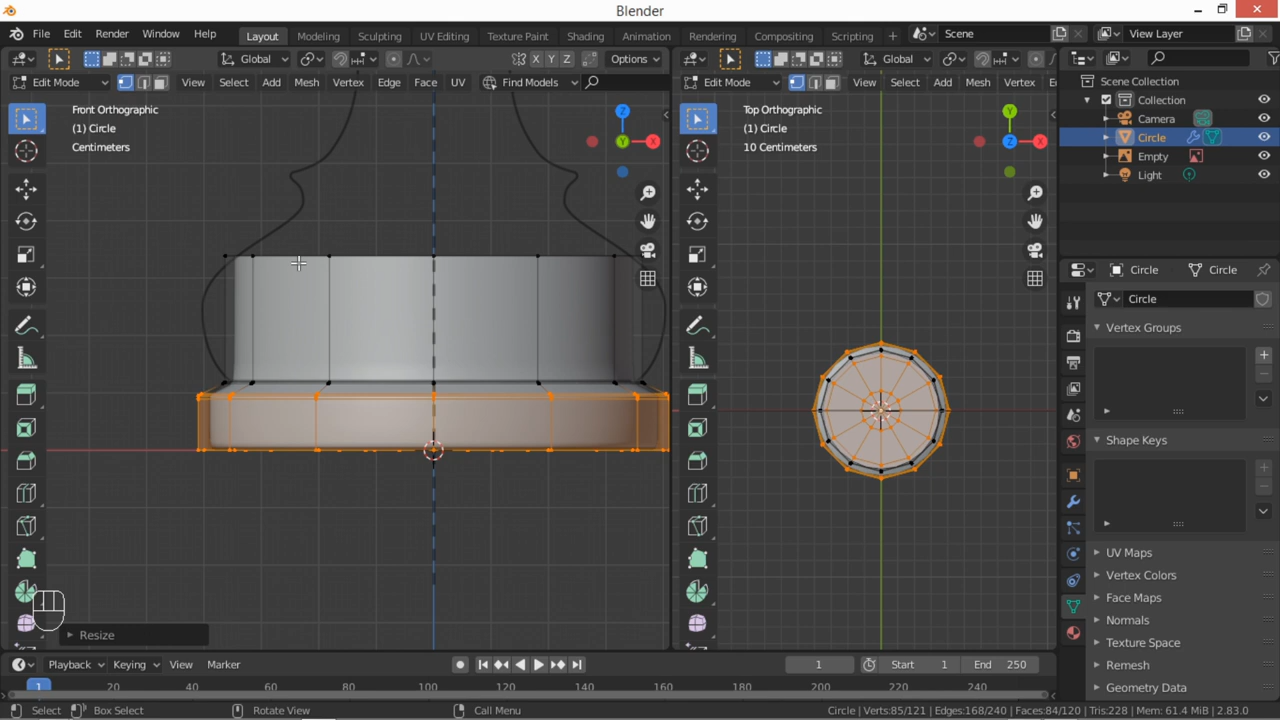 Blender
File Edit Render Window Help Layout Modeling Sculpting UV Editing Texture Paint Shading Animation Rendering Compositing Scripting + Scene View Layer
Global Options Global
Edit Mode View Select Add Mesh Vertex Edge Face UV Find Models Edit Mode View Select Add Mesh Vertex
Scene Collection
Collection
Camera
Circle
Empty
Light
Front Orthographic
(1) Circle
Centimeters
X Y Z
Top Orthographic
(1) Circle
10 Centimeters
Circle Circle
Circle
Vertex Groups
Shape Keys
UV Maps
Vertex Colors
Face Maps
Normals
Texture Space
Remesh
Geometry Data
Resize
Playback Keying View Marker 1 Start 1 End 250
1 20 40 60 80 100 120 140 160 180 200 220 240
Select Box Select Rotate View Call Menu Circle | Verts:85/121 | Edges:168/240 | Faces:84/120 | Tris:228 | Mem: 61.4 MiB | 2.83.0